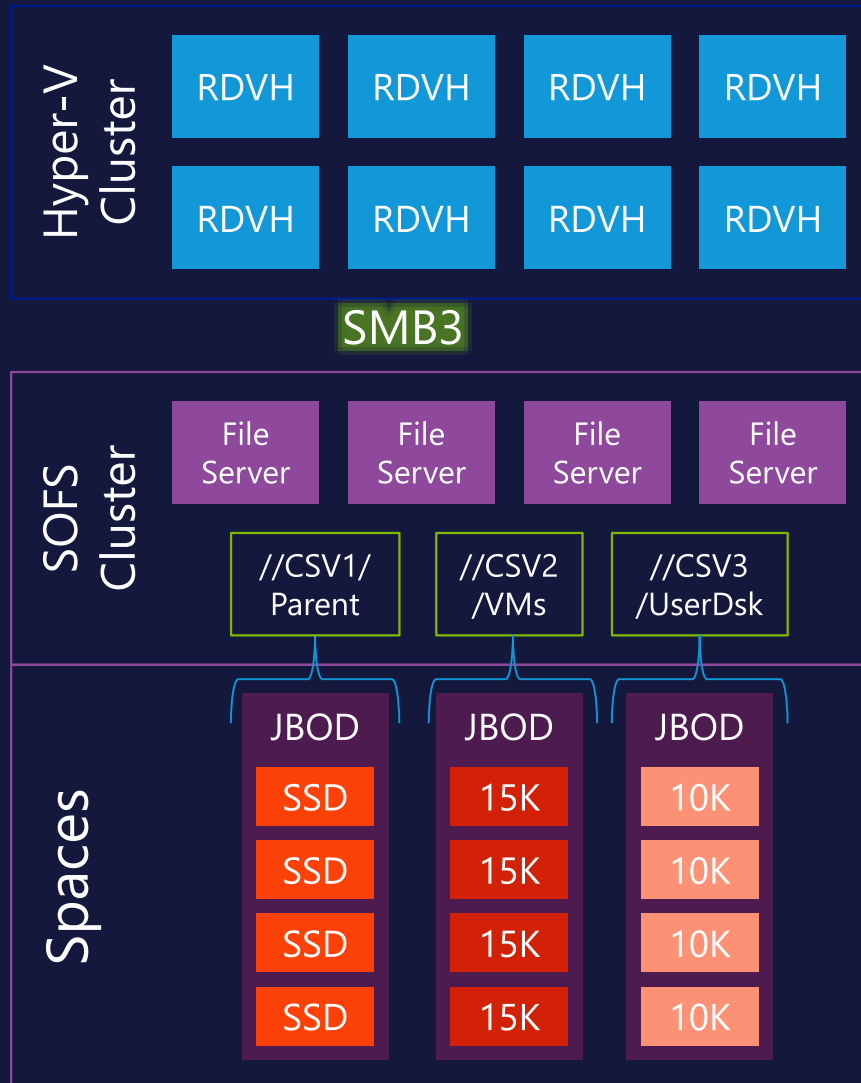 Hyper-V
Cluster
RDVH
RDVH
RDVH
RDVH
RDVH
RDVH
RDVH
RDVH
SMB3
SOFS
Cluster
File
Server
File
Server
File
Server
File
Server
//CSV1/
Parent
//CSV2
/VMs
//CSV3
/UserDsk
Spaces
JBOD
SSD
SSD
SSD
SSD
JBOD
15K
15K
15K
15K
JBOD
10K
10K
10K
10K